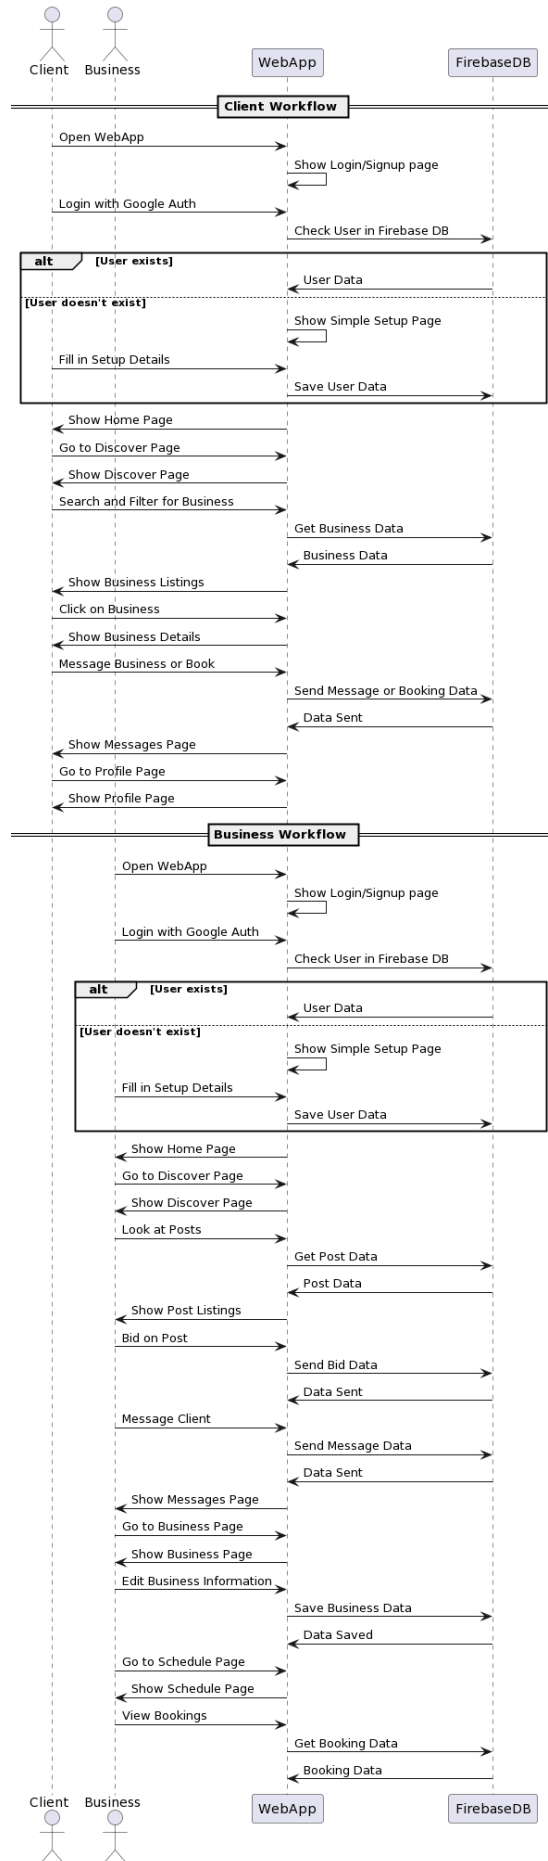 Client
Business
WebApp
FirebaseDB
Client Workflow
Open WebApp
Show Login/Signup page
Login with Google Auth
Check User in Firebase DB
alt [User exists]
User Data
[User doesn't exist]
Show Simple Setup Page
Fill in Setup Details
Save User Data
Show Home Page
Go to Discover Page
Show Discover Page
Search and Filter for Business
Get Business Data
Business Data
Show Business Listings
Click on Business
Show Business Details
Message Business or Book
Send Message or Booking Data
Data Sent
Show Messages Page
Go to Profile Page
Show Profile Page
Business Workflow
Open WebApp
Show Login/Signup page
Login with Google Auth
Check User in Firebase DB
alt [User exists]
User Data
[User doesn't exist]
Show Simple Setup Page
Fill in Setup Details
Save User Data
Show Home Page
Go to Discover Page
Show Discover Page
Look at Posts
Get Post Data
Post Data
Show Post Listings
Bid on Post
Send Bid Data
Data Sent
Message Client
Send Message Data
Data Sent
Show Messages Page
Go to Business Page
Show Business Page
Edit Business Information
Save Business Data
Data Saved
Go to Schedule Page
Show Schedule Page
View Bookings
Get Booking Data
Booking Data
Client
Business
WebApp
FirebaseDB